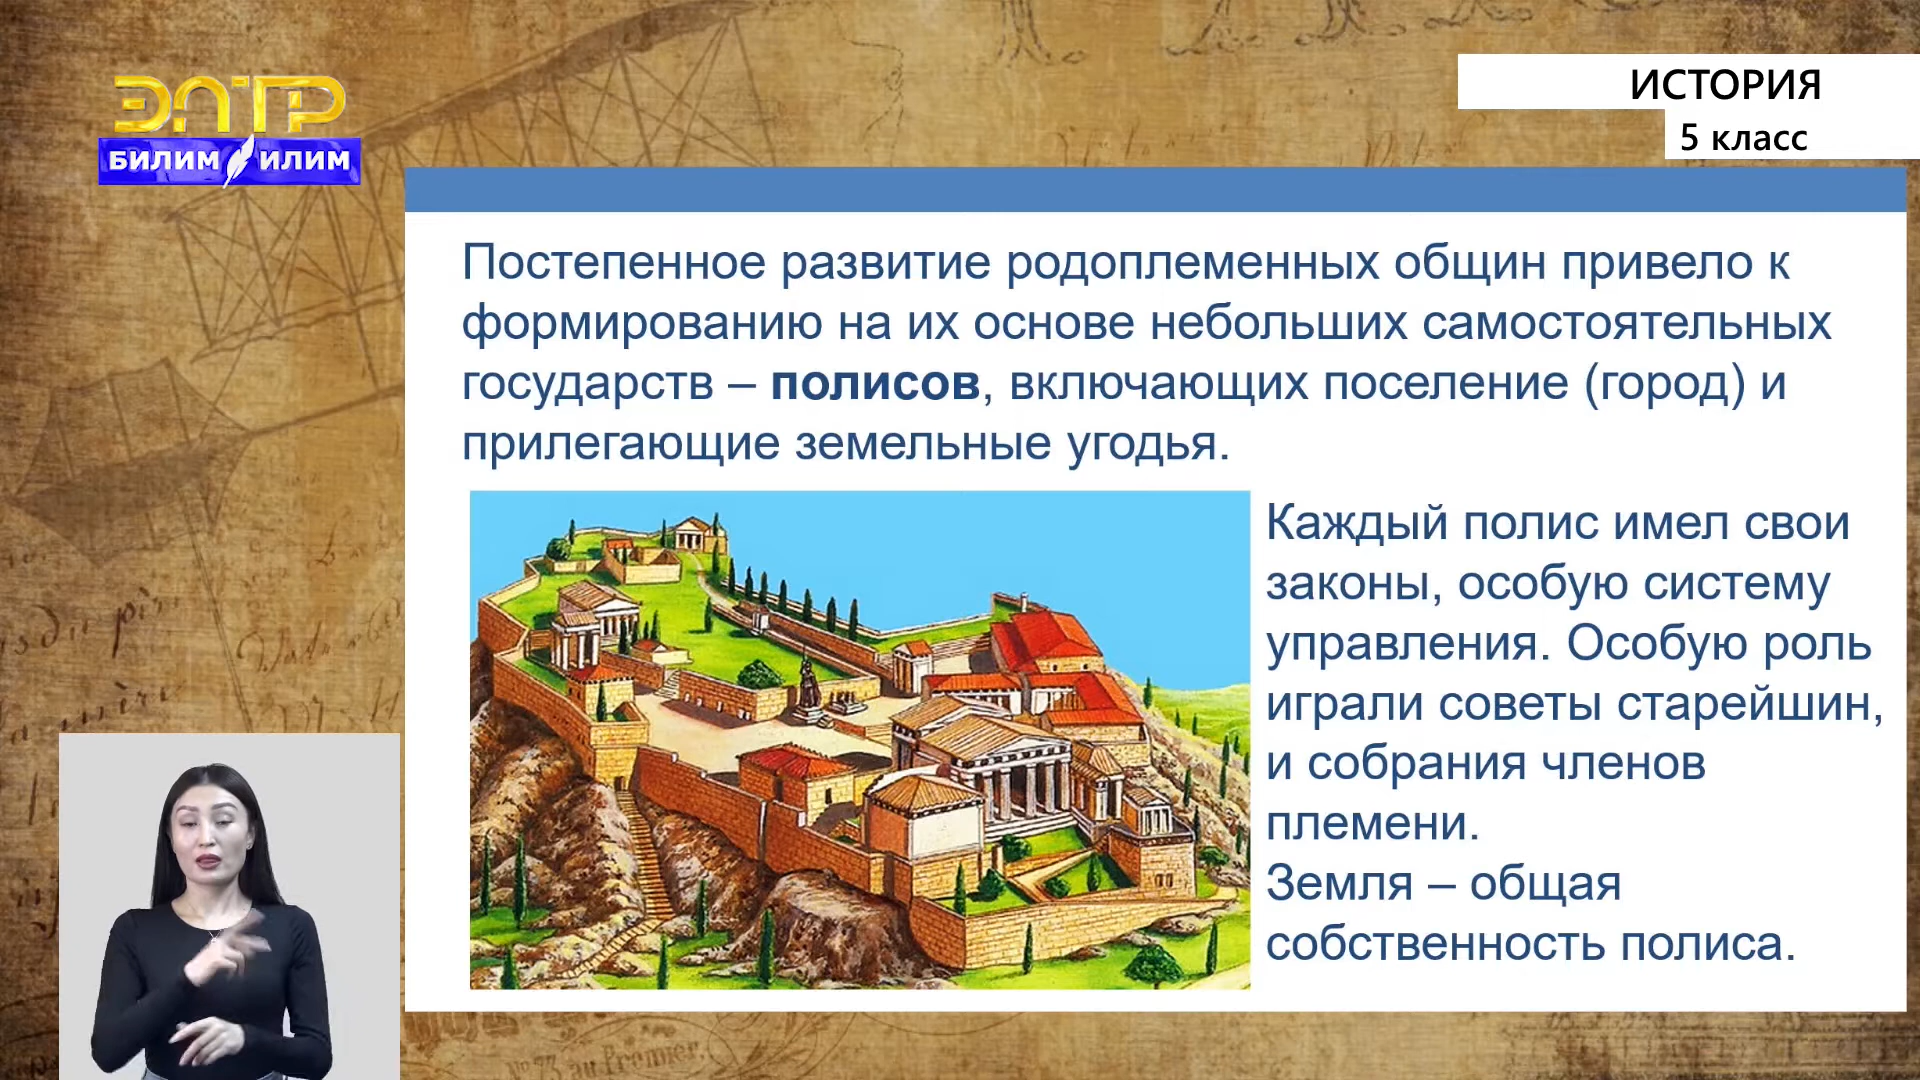 ЭЛТР
БИЛИМ ИЛИМ
ИСТОРИЯ
5 класс
Постепенное развитие родоплеменных общин привело к
формированию на их основе небольших самостоятельных
государств – полисов, включающих поселение (город) и
прилегающие земельные угодья.
Каждый полис имел свои
законы, особую систему
управления. Особую роль
играли советы старейшин,
и собрания членов
племени.
Земля – общая
собственность полиса.